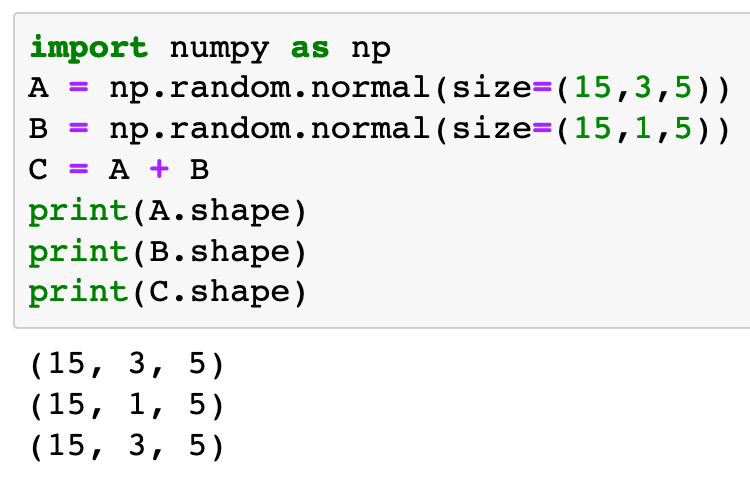 import numpy as np
A = np.random.normal(size=(15,3,5))
B = np.random.normal(size=(15,1,5))
C = A + B
print(A.shape)
print(B.shape)
print(C.shape)
(15, 3, 5)
(15, 1, 5)
(15, 3, 5)